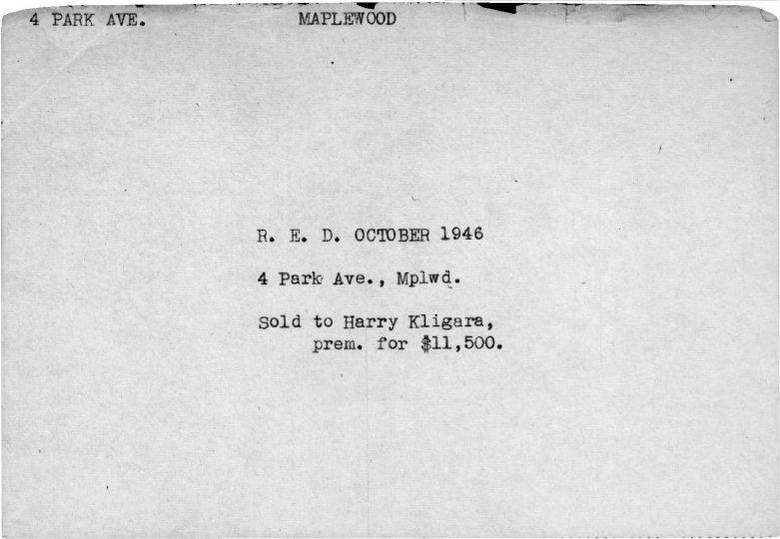 4 PARK AVE. MAPLEWOOD
R. E. D. OCTOBER 1946
4 Park Ave., Mplwd.
Sold to Harry Kligara,
prem. for $11,500.